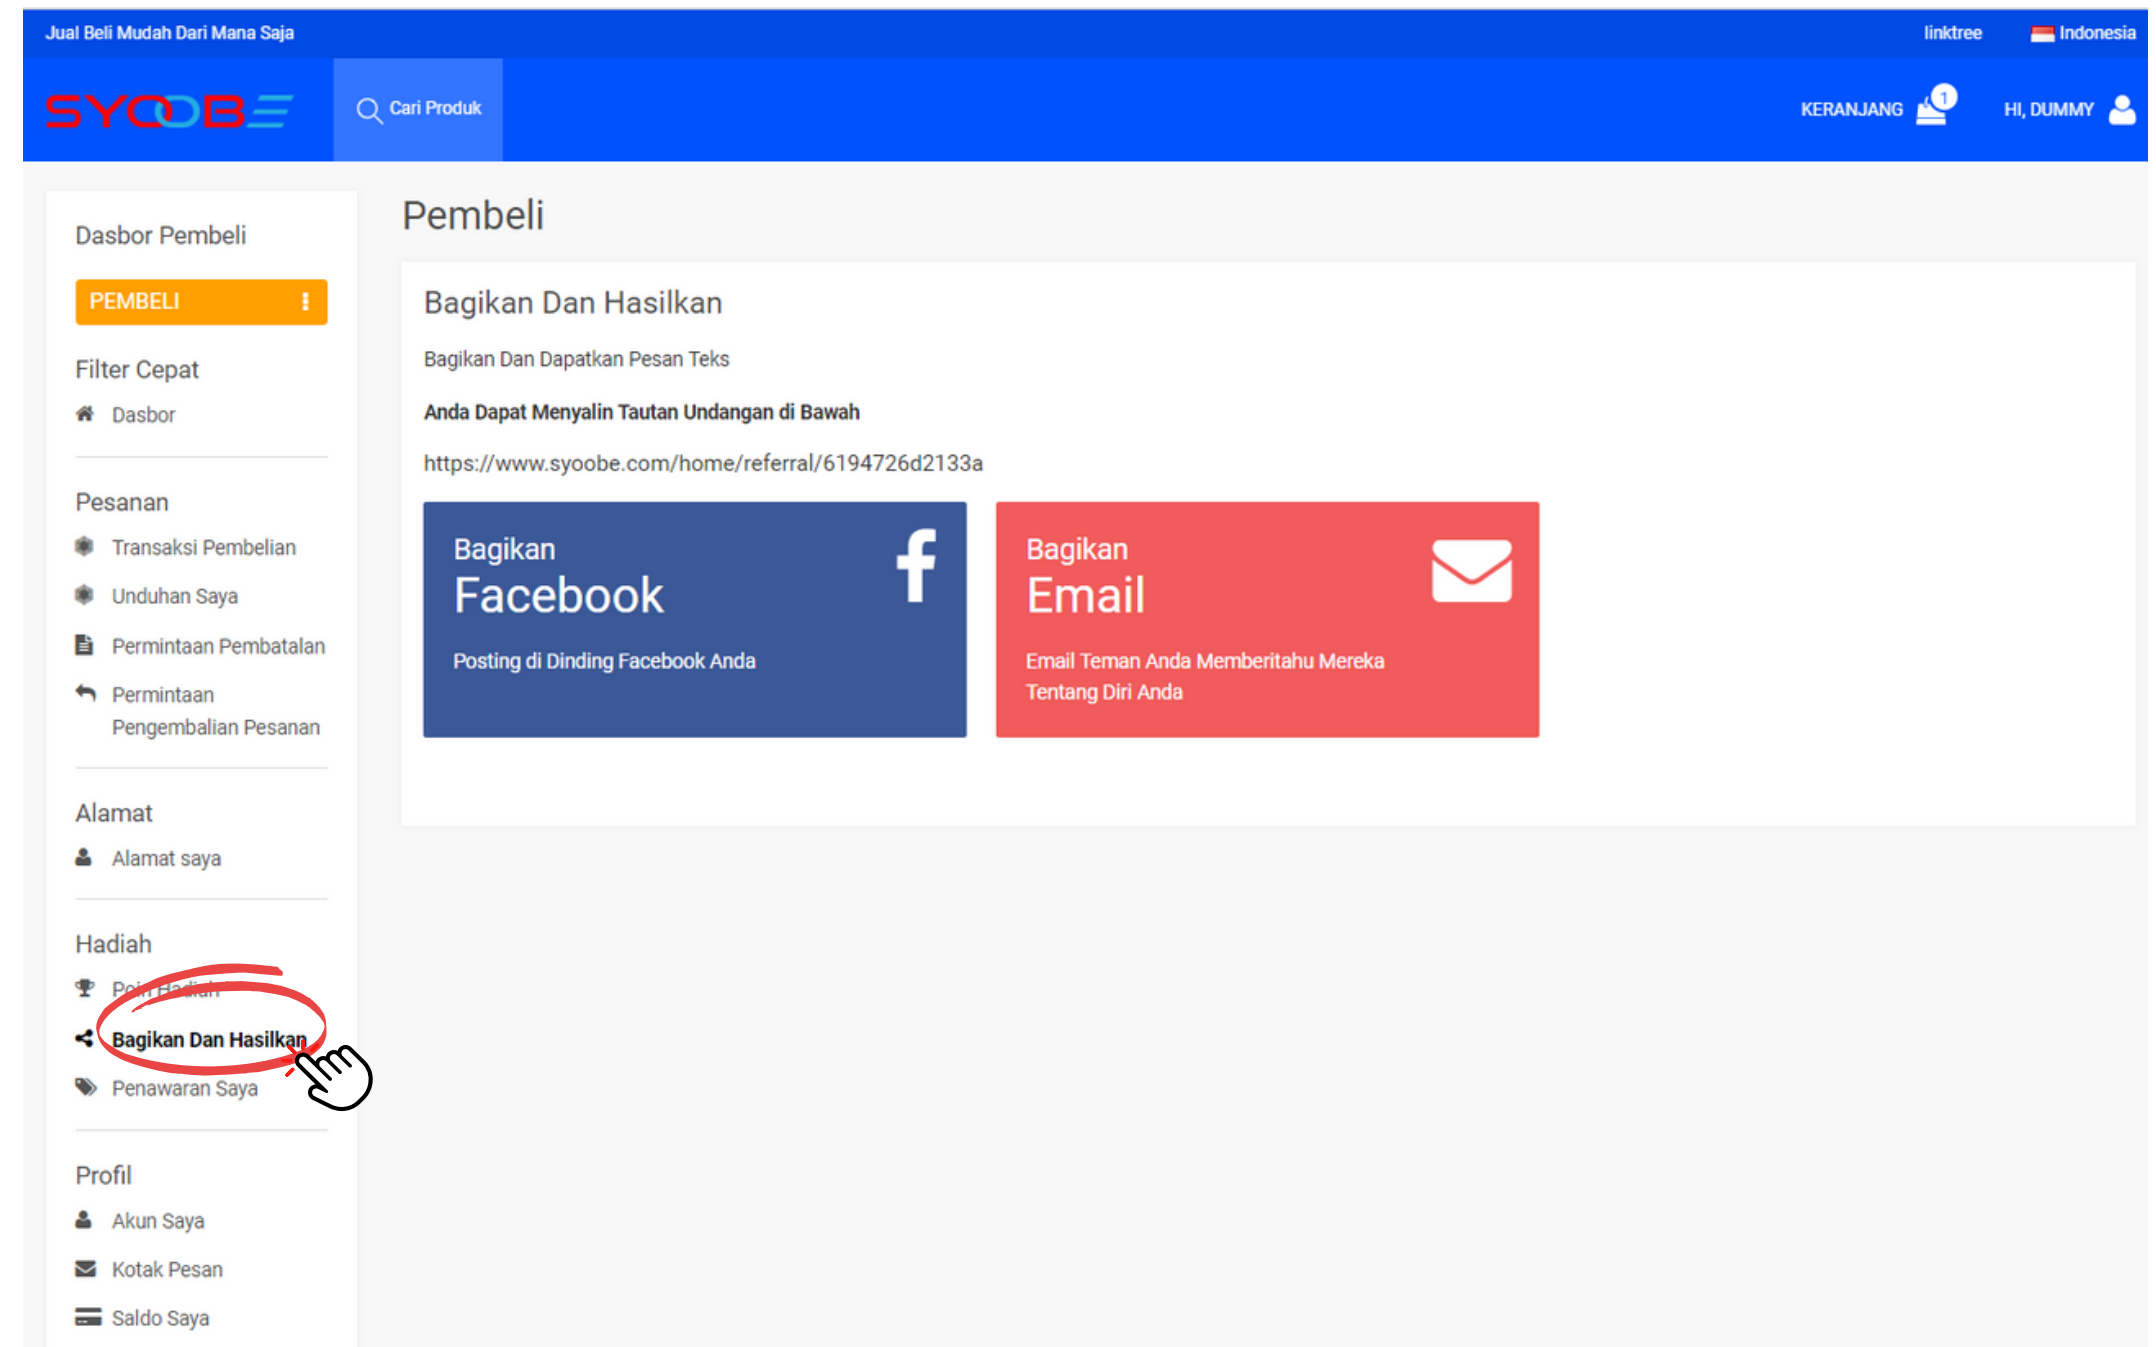 Jual Beli Mudah Dari Mana Saja
linktree
Indonesia
SYOOBE
Cari Produk
KERANJANG
1
HI, DUMMY
Dasbor Pembeli
PEMBELI
Filter Cepat
Dasbor
Pesanan
Transaksi Pembelian
Unduhan Saya
Permintaan Pembatalan
Permintaan
Pengembalian Pesanan
Alamat
Alamat saya
Hadiah
Poin Hadiah
Bagikan Dan Hasilkan
Penawaran Saya
Profil
Akun Saya
Kotak Pesan
Saldo Saya
Pembeli
Bagikan Dan Hasilkan
Bagikan Dan Dapatkan Pesan Teks
Anda Dapat Menyalin Tautan Undangan di Bawah
https://www.syoobe.com/home/referral/6194726d2133a
Bagikan
Facebook
Posting di Dinding Facebook Anda
Bagikan
Email
Email Teman Anda Memberitahu Mereka
Tentang Diri Anda